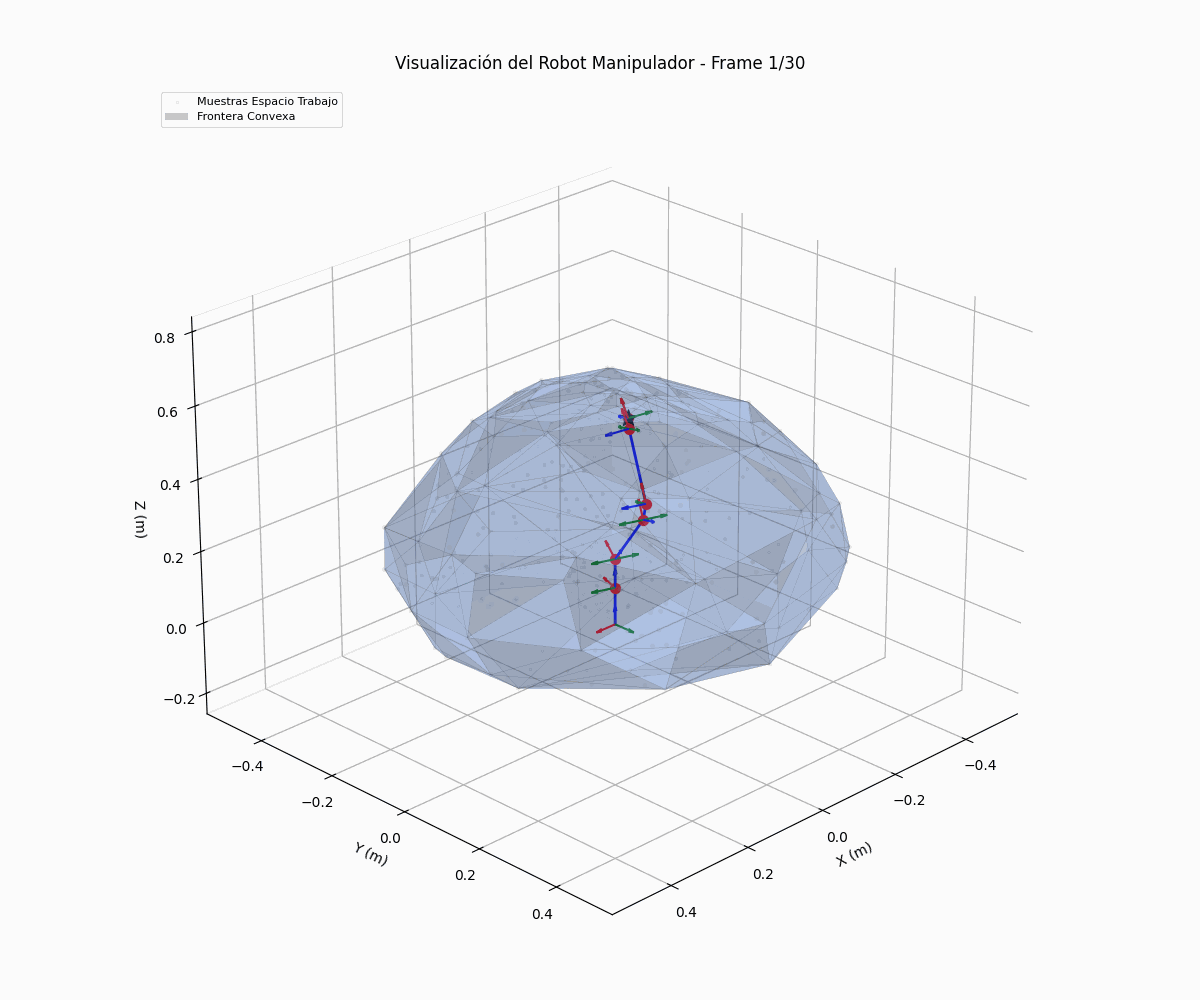 Visualización del Robot Manipulador - Frame 1/30
Muestras Espacio Trabajo
Frontera Convexa
0.8
0.6
0.4
0.2
0.0
−0.2
Z (m)
−0.4
−0.2
0.0
0.2
0.4
Y (m)
−0.4
−0.2
0.0
0.2
0.4
X (m)